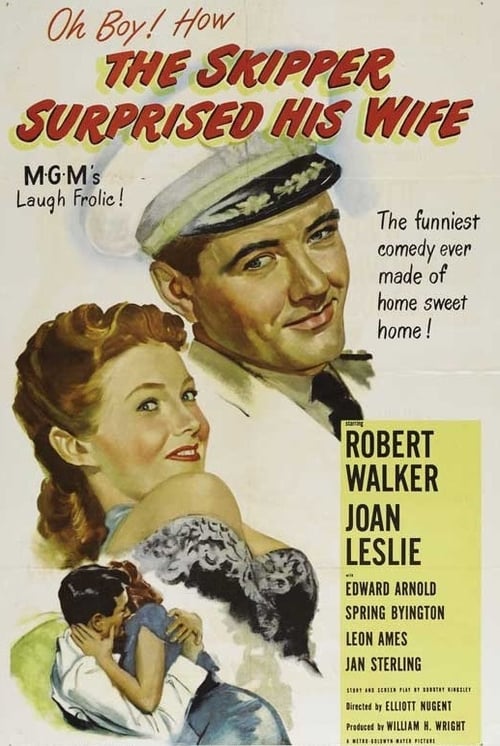 Oh Boy! How
THE SKIPPER
SURPRISED HIS WIFE
M·G·M's
Laugh Frolic!
The funniest
comedy ever
made of
home sweet
home!
starring
ROBERT
WALKER
JOAN
LESLIE
with
EDWARD ARNOLD
SPRING BYINGTON
LEON AMES
JAN STERLING
STORY AND SCREEN PLAY BY DOROTHY KINGSLEY
Directed by ELLIOTT NUGENT
Produced by WILLIAM H. WRIGHT
A METRO-GOLDWYN-MAYER PICTURE